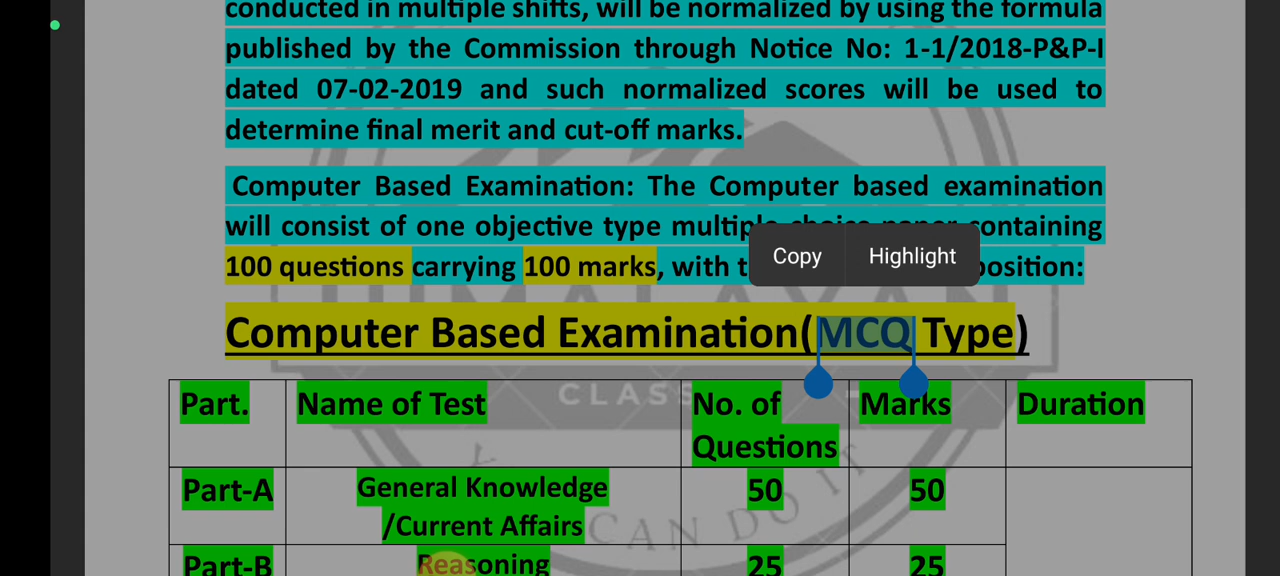 conducted in multiple shifts, will be normalized by using the formula
published by the Commission through Notice No: 1-1/2018-P&P-I
dated 07-02-2019 and such normalized scores will be used to
determine final merit and cut-off marks.
Computer Based Examination: The Computer based examination
will consist of one objective type multiple choice paper containing
100 questions carrying 100 marks, with
Copy Highlight
Computer Based Examination(MCQ Type)
Part. Name of Test No. of Marks Duration
Questions
CLASS
Part-A General Knowledge 50 50
/Current Affairs
CAN DO IT
Part-B Reasoning 25 25